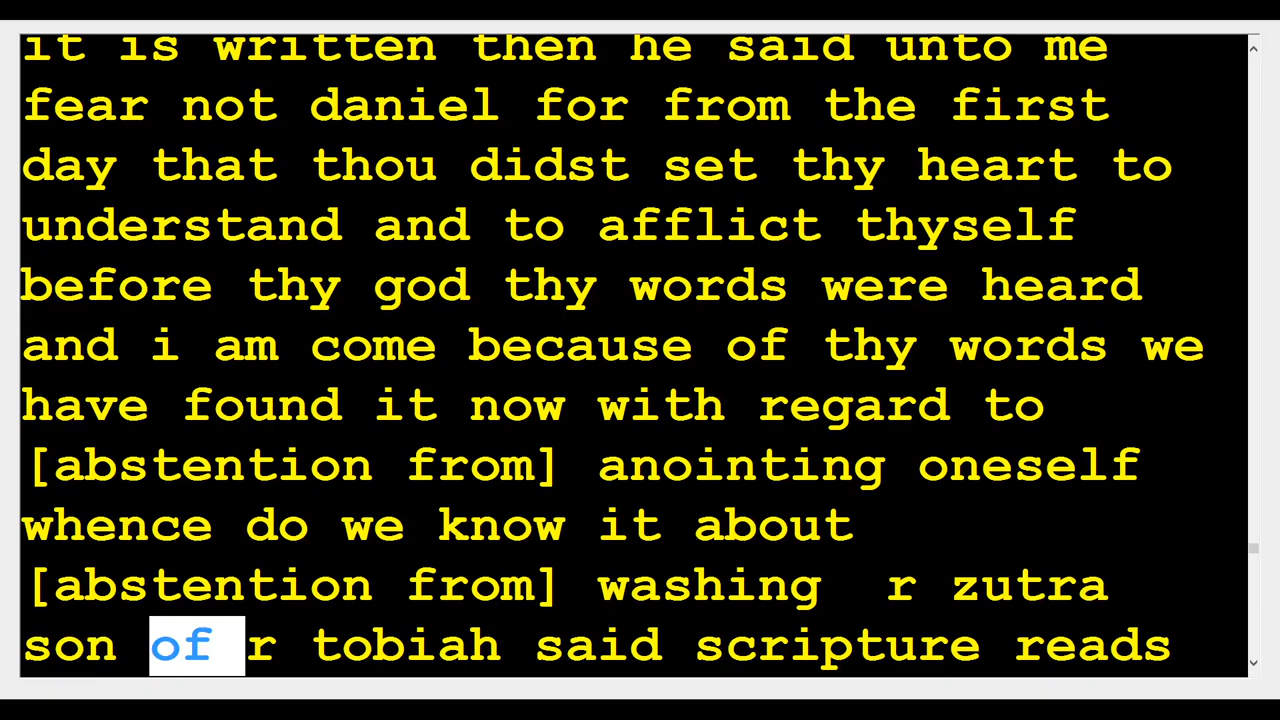 it is written then he said unto me
fear not daniel for from the first
day that thou didst set thy heart to
understand and to afflict thyself
before thy god thy words were heard
and i am come because of thy words we
have found it now with regard to
[abstention from] anointing oneself
whence do we know it about
[abstention from] washing  r zutra
son of r tobiah said scripture reads